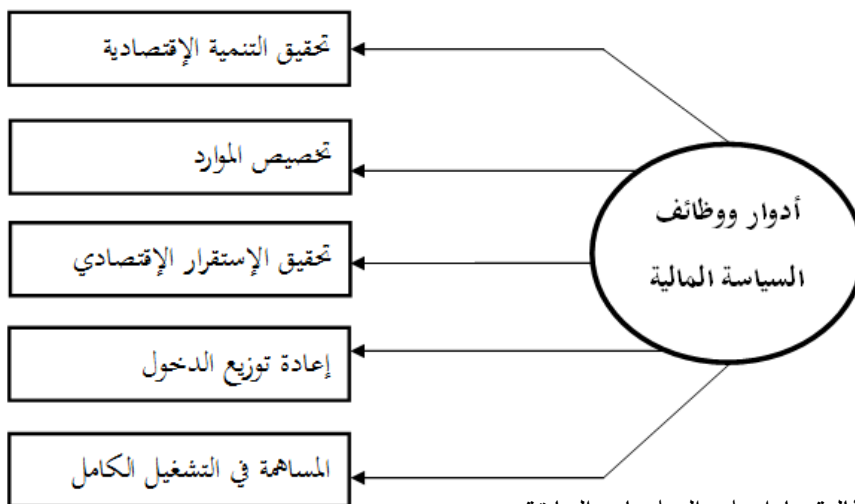 تحقيق التنمية الإقتصادية
تخصيص الموارد
أدوار ووظائف
السياسة المالية
تحقيق الإستقرار الإقتصادي
إعادة توزيع الدخول
المساهمة في التشغيل الكامل